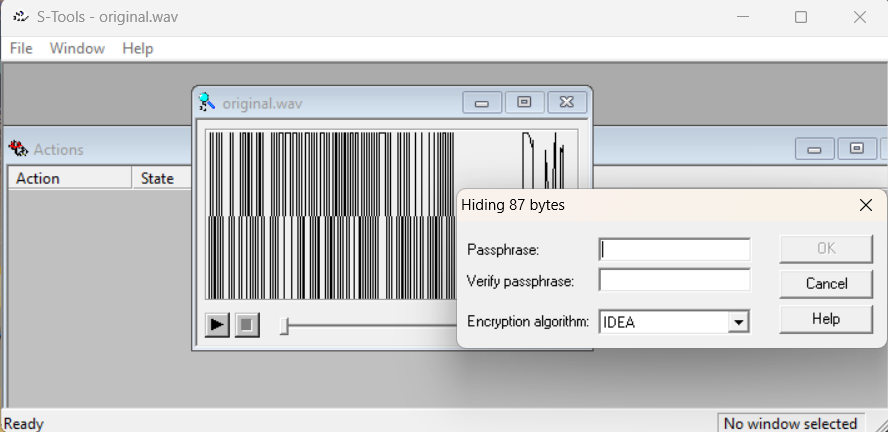 S-Tools - original.wav
File Window Help
original.wav
Actions
Action State
Hiding 87 bytes
Passphrase:
OK
Verify passphrase:
Cancel
Encryption algorithm: IDEA
Help
Ready
No window selected